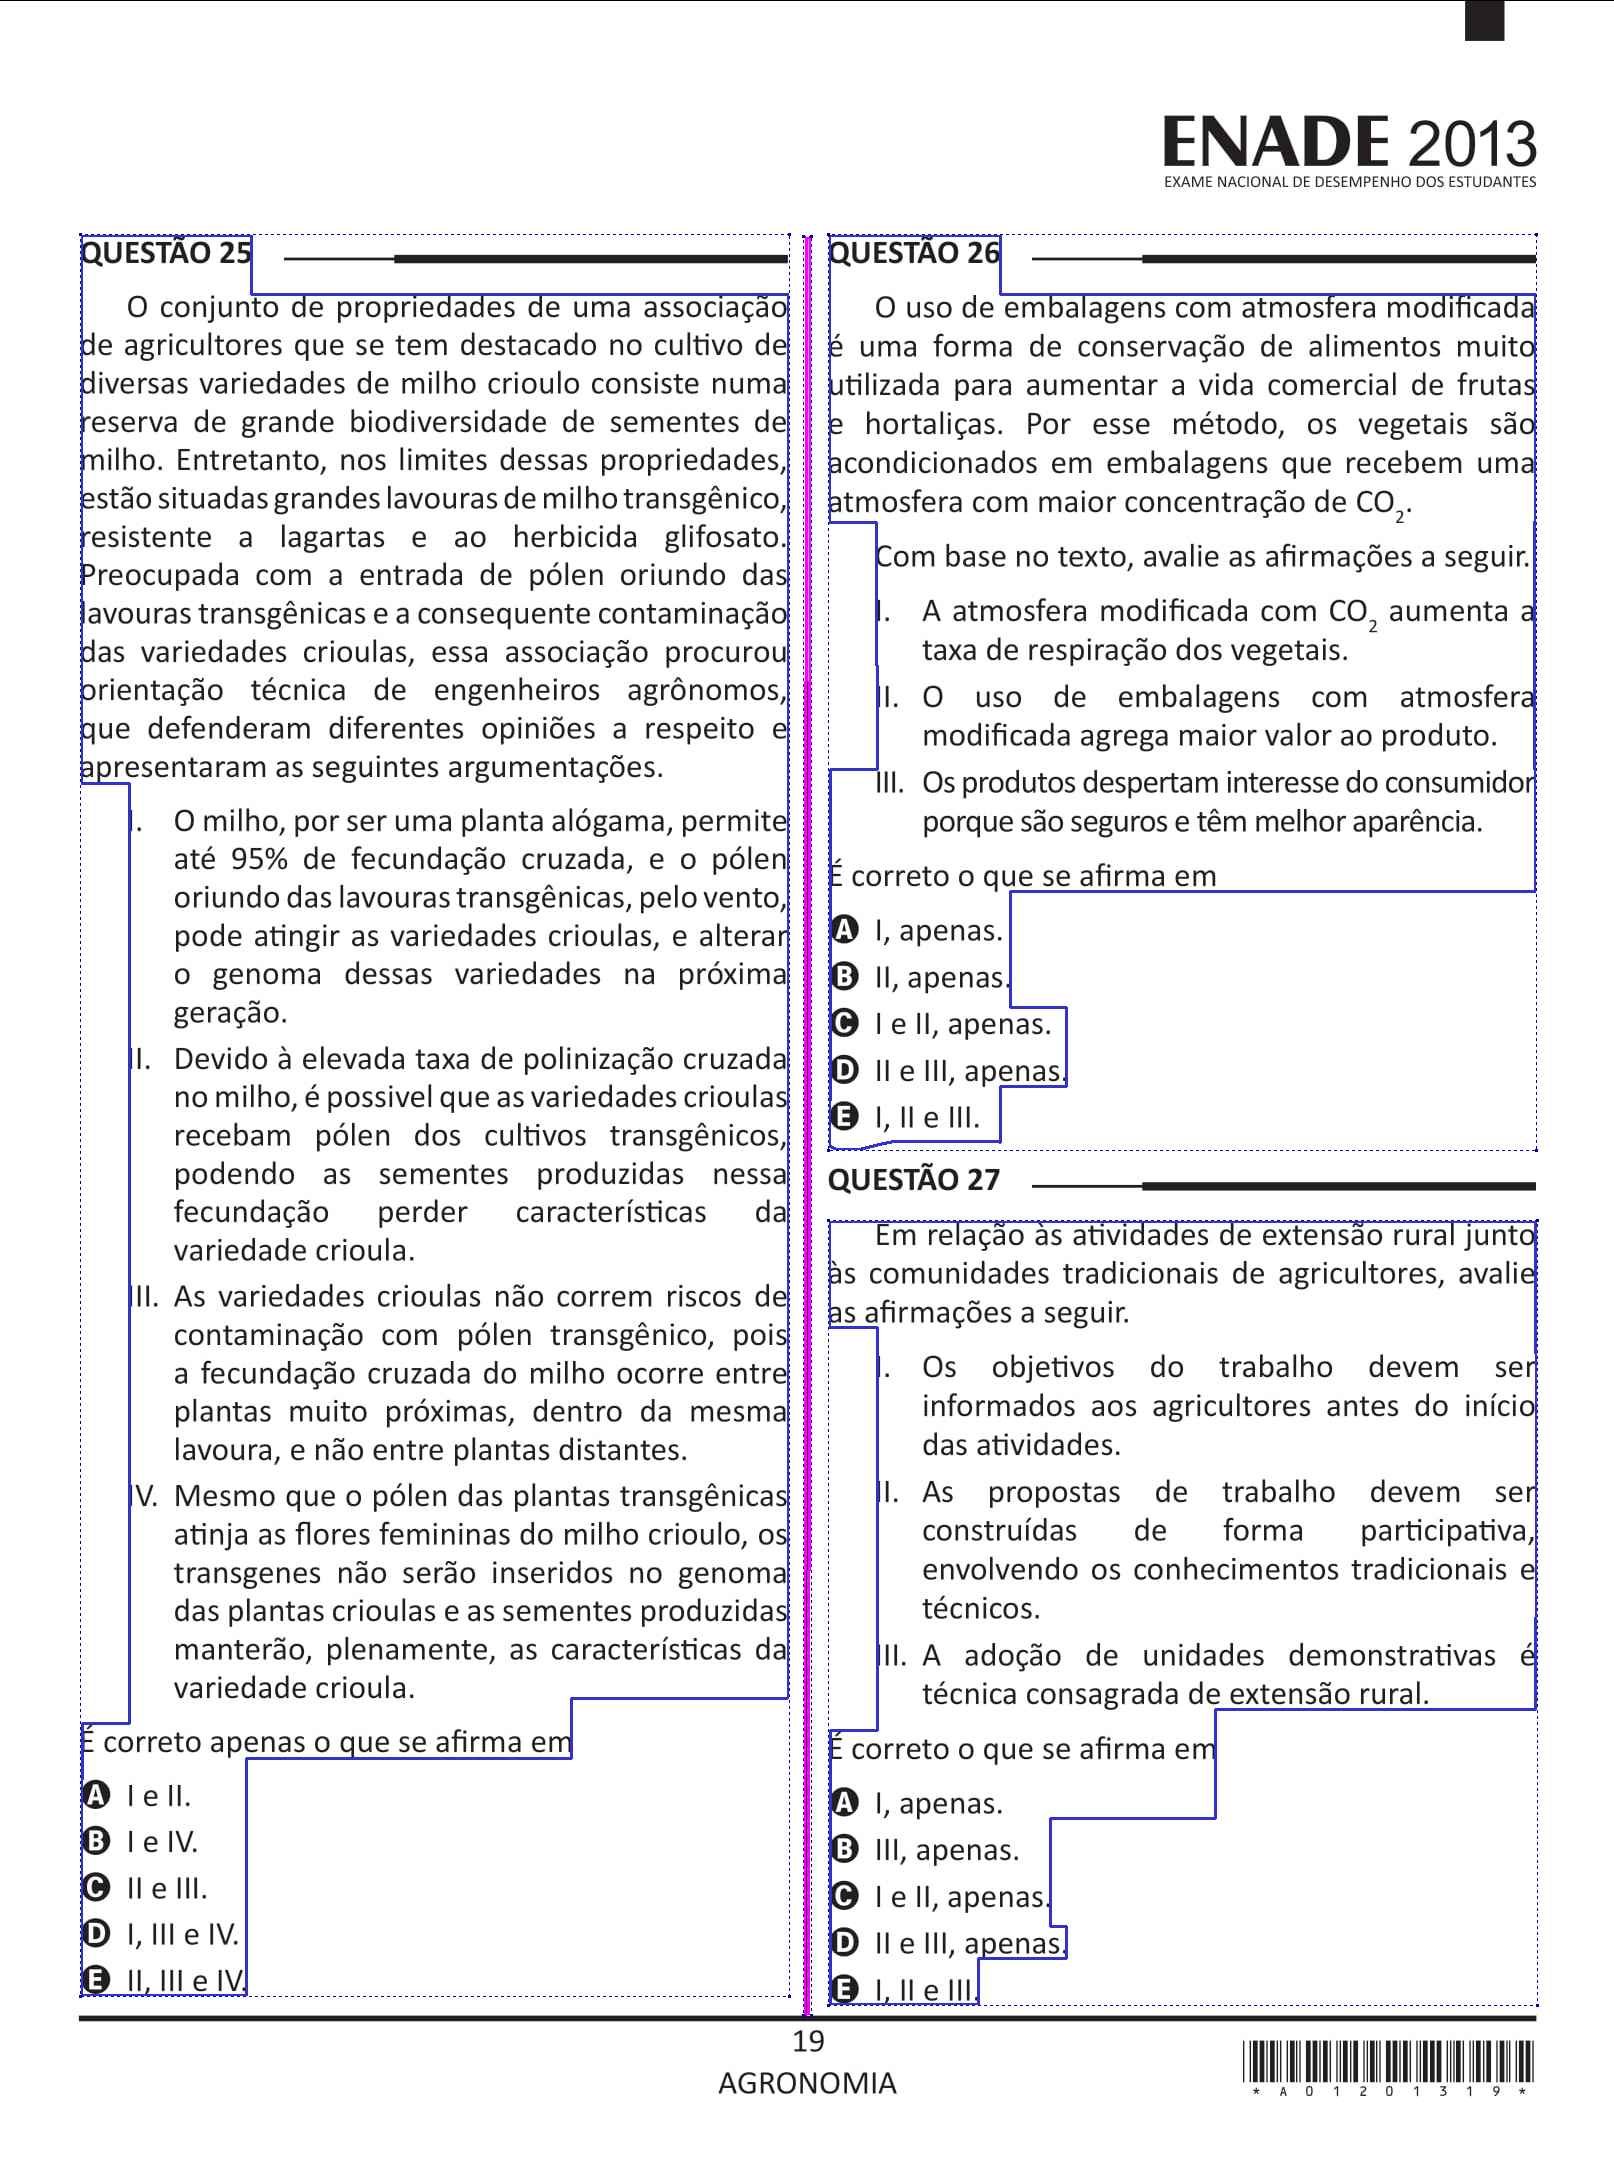 ENADE 2013
EXAME NACIONAL DE DESEMPENHO DOS ESTUDANTES
QUESTÃO 25
O conjunto de propriedades de uma associação
de agricultores que se tem destacado no cultivo de
diversas variedades de milho crioulo consiste numa
reserva de grande biodiversidade de sementes de
milho. Entretanto, nos limites dessas propriedades,
estão situadas grandes lavouras de milho transgênico,
resistente a lagartas e ao herbicida glifosato.
Preocupada com a entrada de pólen oriundo das
lavouras transgênicas e a consequente contaminação
das variedades crioulas, essa associação procurou
orientação técnica de engenheiros agrônomos,
que defenderam diferentes opiniões a respeito e
apresentaram as seguintes argumentações.
I. O milho, por ser uma planta alógama, permite
até 95% de fecundação cruzada, e o pólen
oriundo das lavouras transgênicas, pelo vento,
pode atingir as variedades crioulas, e alterar
o genoma dessas variedades na próxima
geração.
II. Devido à elevada taxa de polinização cruzada
no milho, é possivel que as variedades crioulas
recebam pólen dos cultivos transgênicos,
podendo as sementes produzidas nessa
fecundação perder características da
variedade crioula.
III. As variedades crioulas não correm riscos de
contaminação com pólen transgênico, pois
a fecundação cruzada do milho ocorre entre
plantas muito próximas, dentro da mesma
lavoura, e não entre plantas distantes.
IV. Mesmo que o pólen das plantas transgênicas
atinja as flores femininas do milho crioulo, os
transgenes não serão inseridos no genoma
das plantas crioulas e as sementes produzidas
manterão, plenamente, as características da
variedade crioula.
É correto apenas o que se afirma em
A I e II.
B I e IV.
C II e III.
D I, III e IV.
E II, III e IV.
QUESTÃO 26
O uso de embalagens com atmosfera modificada
é uma forma de conservação de alimentos muito
utilizada para aumentar a vida comercial de frutas
e hortaliças. Por esse método, os vegetais são
acondicionados em embalagens que recebem uma
atmosfera com maior concentração de CO2.
Com base no texto, avalie as afirmações a seguir.
I. A atmosfera modificada com CO2 aumenta a
taxa de respiração dos vegetais.
II. O uso de embalagens com atmosfera
modificada agrega maior valor ao produto.
III. Os produtos despertam interesse do consumidor
porque são seguros e têm melhor aparência.
É correto o que se afirma em
A I, apenas.
B II, apenas.
C I e II, apenas.
D II e III, apenas.
E I, II e III.
QUESTÃO 27
Em relação às atividades de extensão rural junto
às comunidades tradicionais de agricultores, avalie
as afirmações a seguir.
I. Os objetivos do trabalho devem ser
informados aos agricultores antes do início
das atividades.
II. As propostas de trabalho devem ser
construídas de forma participativa,
envolvendo os conhecimentos tradicionais e
técnicos.
III. A adoção de unidades demonstrativas é
técnica consagrada de extensão rural.
É correto o que se afirma em
A I, apenas.
B III, apenas.
C I e II, apenas.
D II e III, apenas.
E I, II e III.
19
AGRONOMIA
*A01201319*